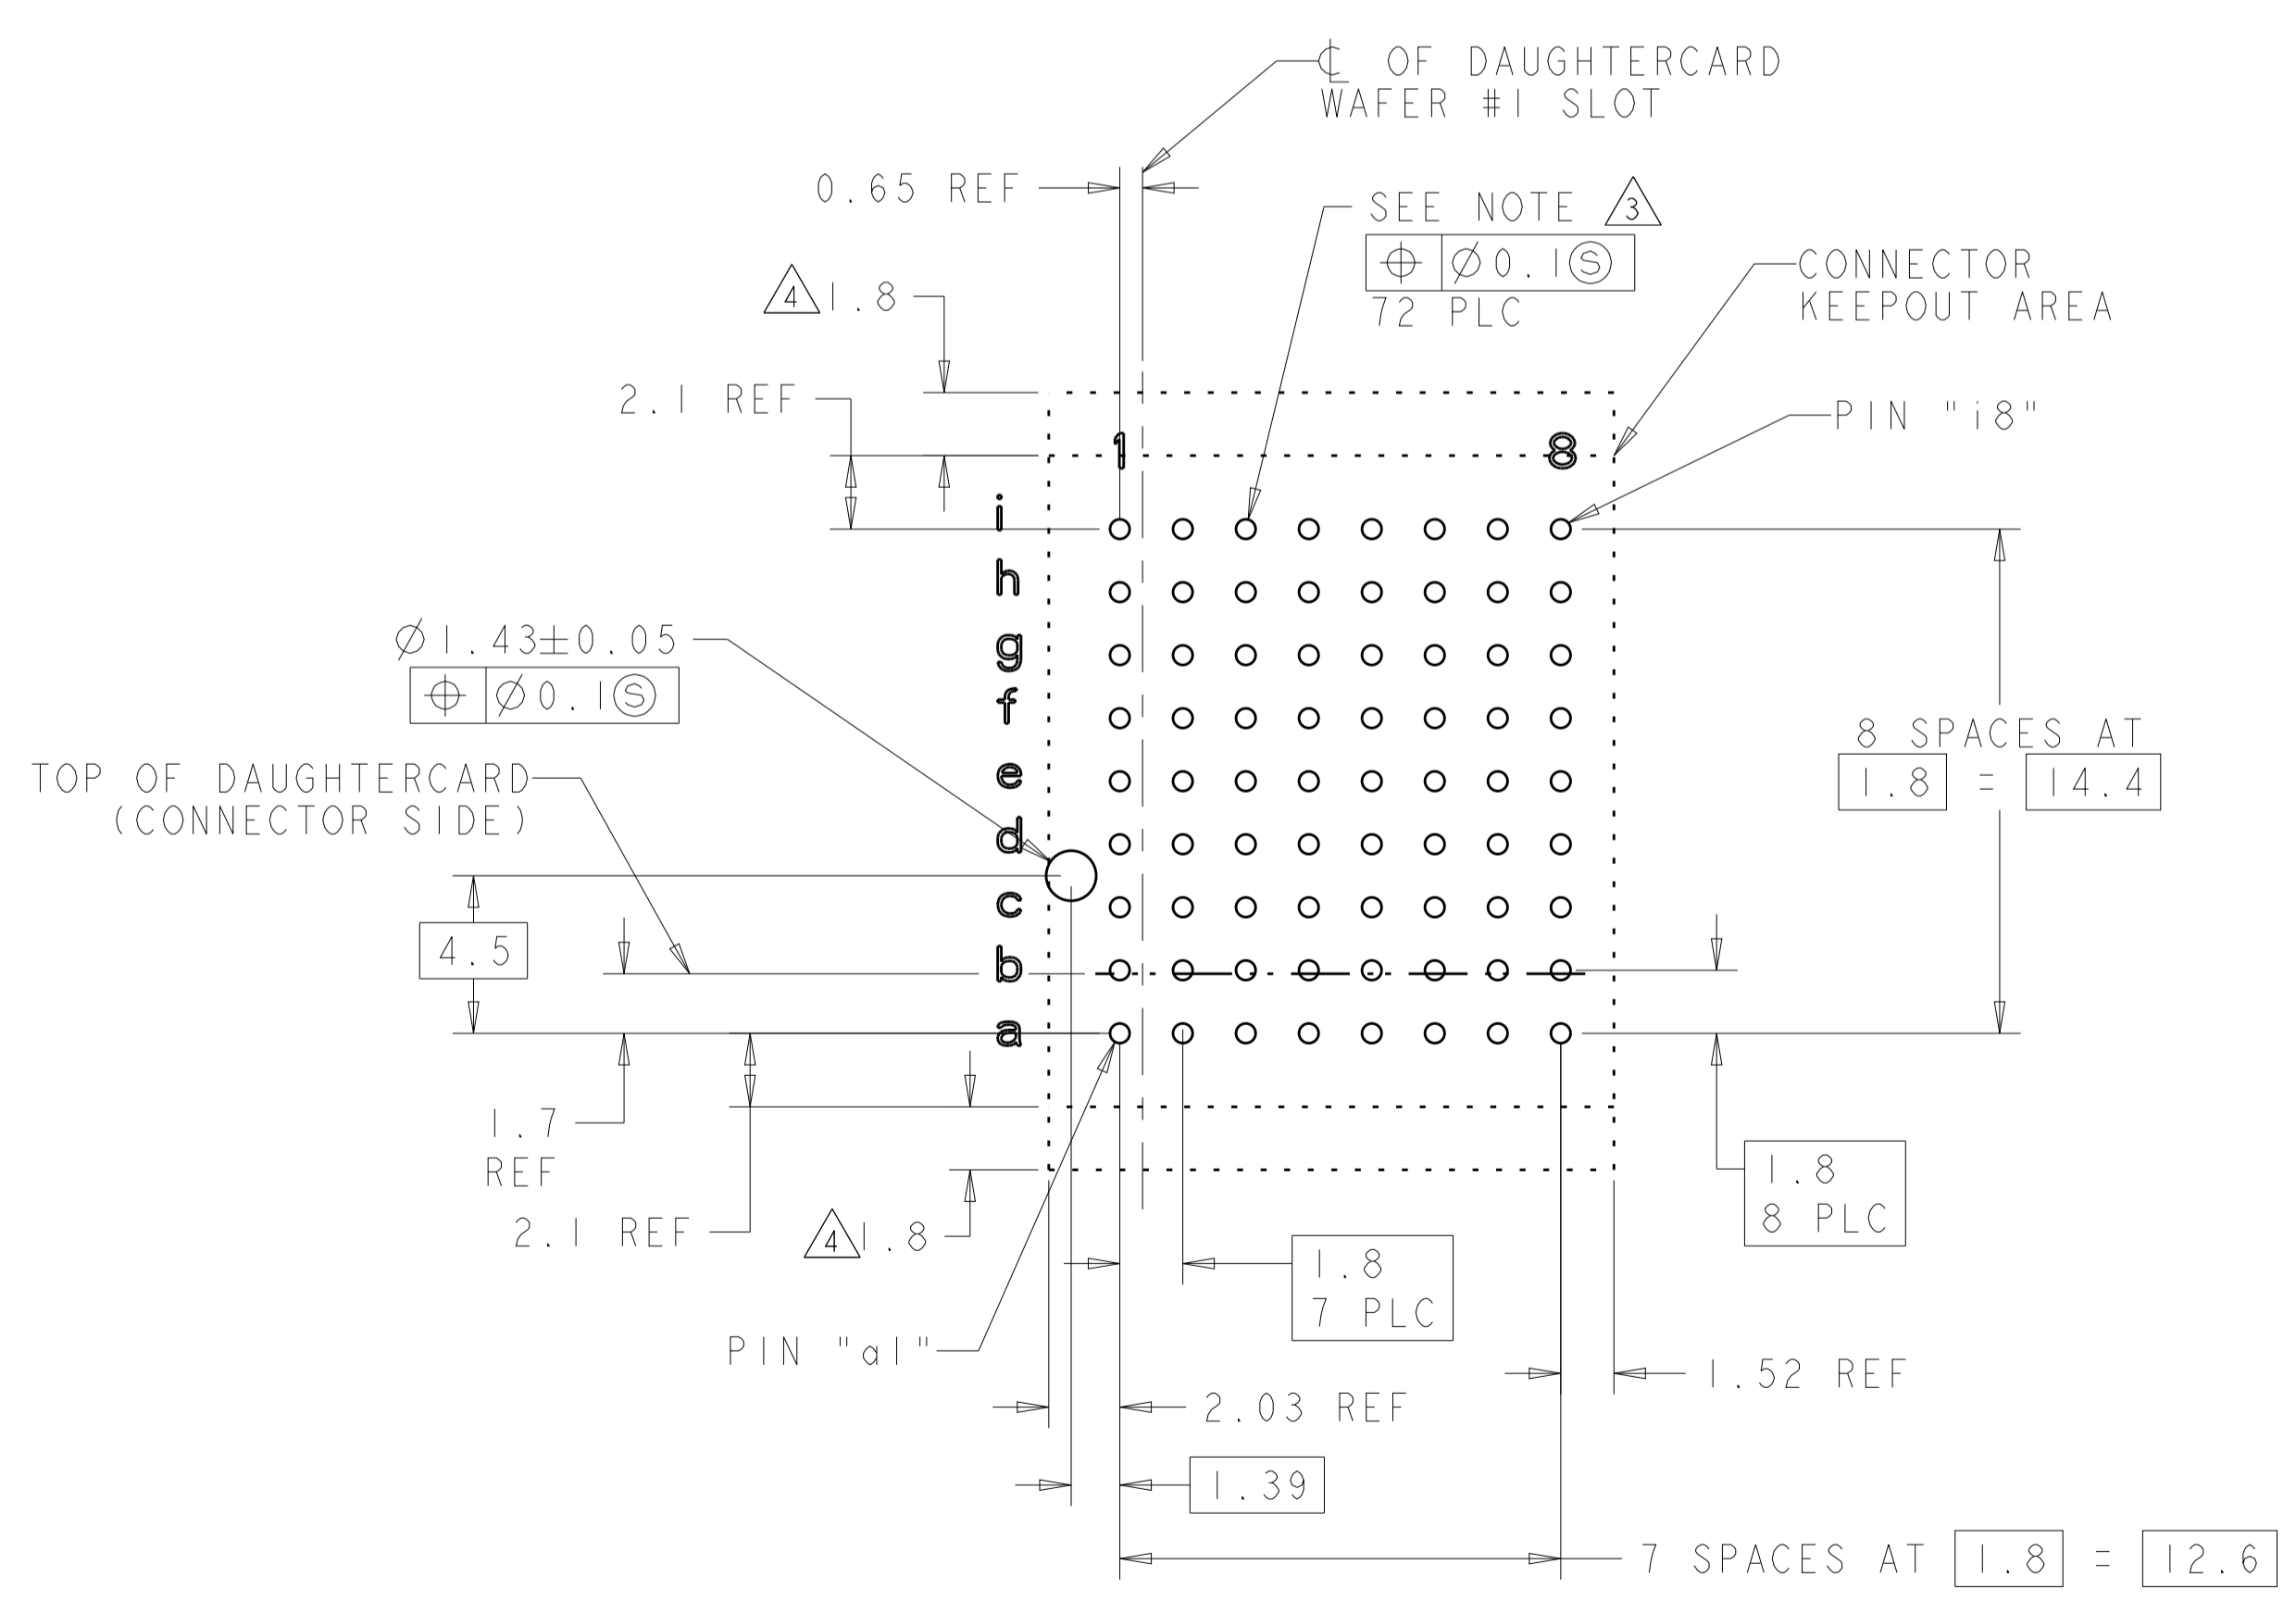 ℄ OF DAUGHTERCARD
WAFER #1 SLOT
0.65 REF
SEE NOTE 3
⌖ ⌀0.1Ⓢ
72 PLC
CONNECTOR
KEEPOUT AREA
4 1.8
2.1 REF
PIN "i8"
1 8
i
h
g
f
e
d
c
b
a
⌀1.43±0.05
⌖ ⌀0.1Ⓢ
TOP OF DAUGHTERCARD
(CONNECTOR SIDE)
8 SPACES AT
1.8 = 14.4
4.5
1.7
REF
2.1 REF
4 1.8
1.8
8 PLC
1.8
7 PLC
PIN "a1"
1.52 REF
2.03 REF
1.39
7 SPACES AT 1.8 = 12.6